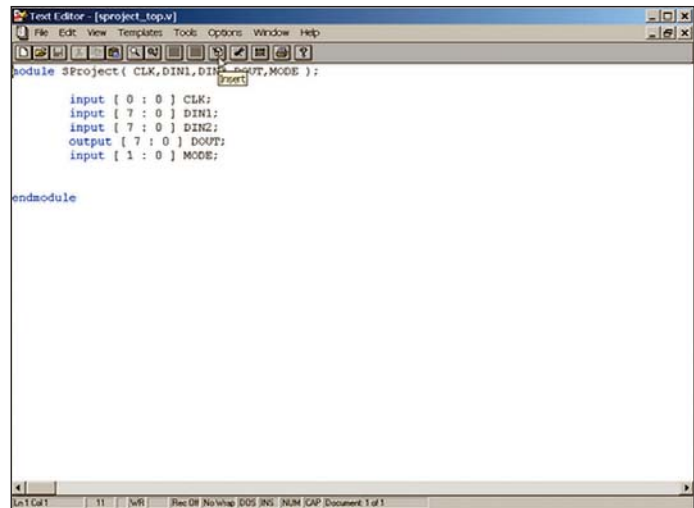 Text Editor - [sproject_top.v]
File Edit View Templates Tools Options Window Help
module SProject( CLK,DIN1,DIN2,DOUT,MODE );
Insert
input [ 0 : 0 ] CLK;
input [ 7 : 0 ] DIN1;
input [ 7 : 0 ] DIN2;
output [ 7 : 0 ] DOUT;
input [ 1 : 0 ] MODE;
endmodule
Ln 1 Col 1 11 WR Rec Off No Wrap DOS INS NUM CAP Document 1 of 1